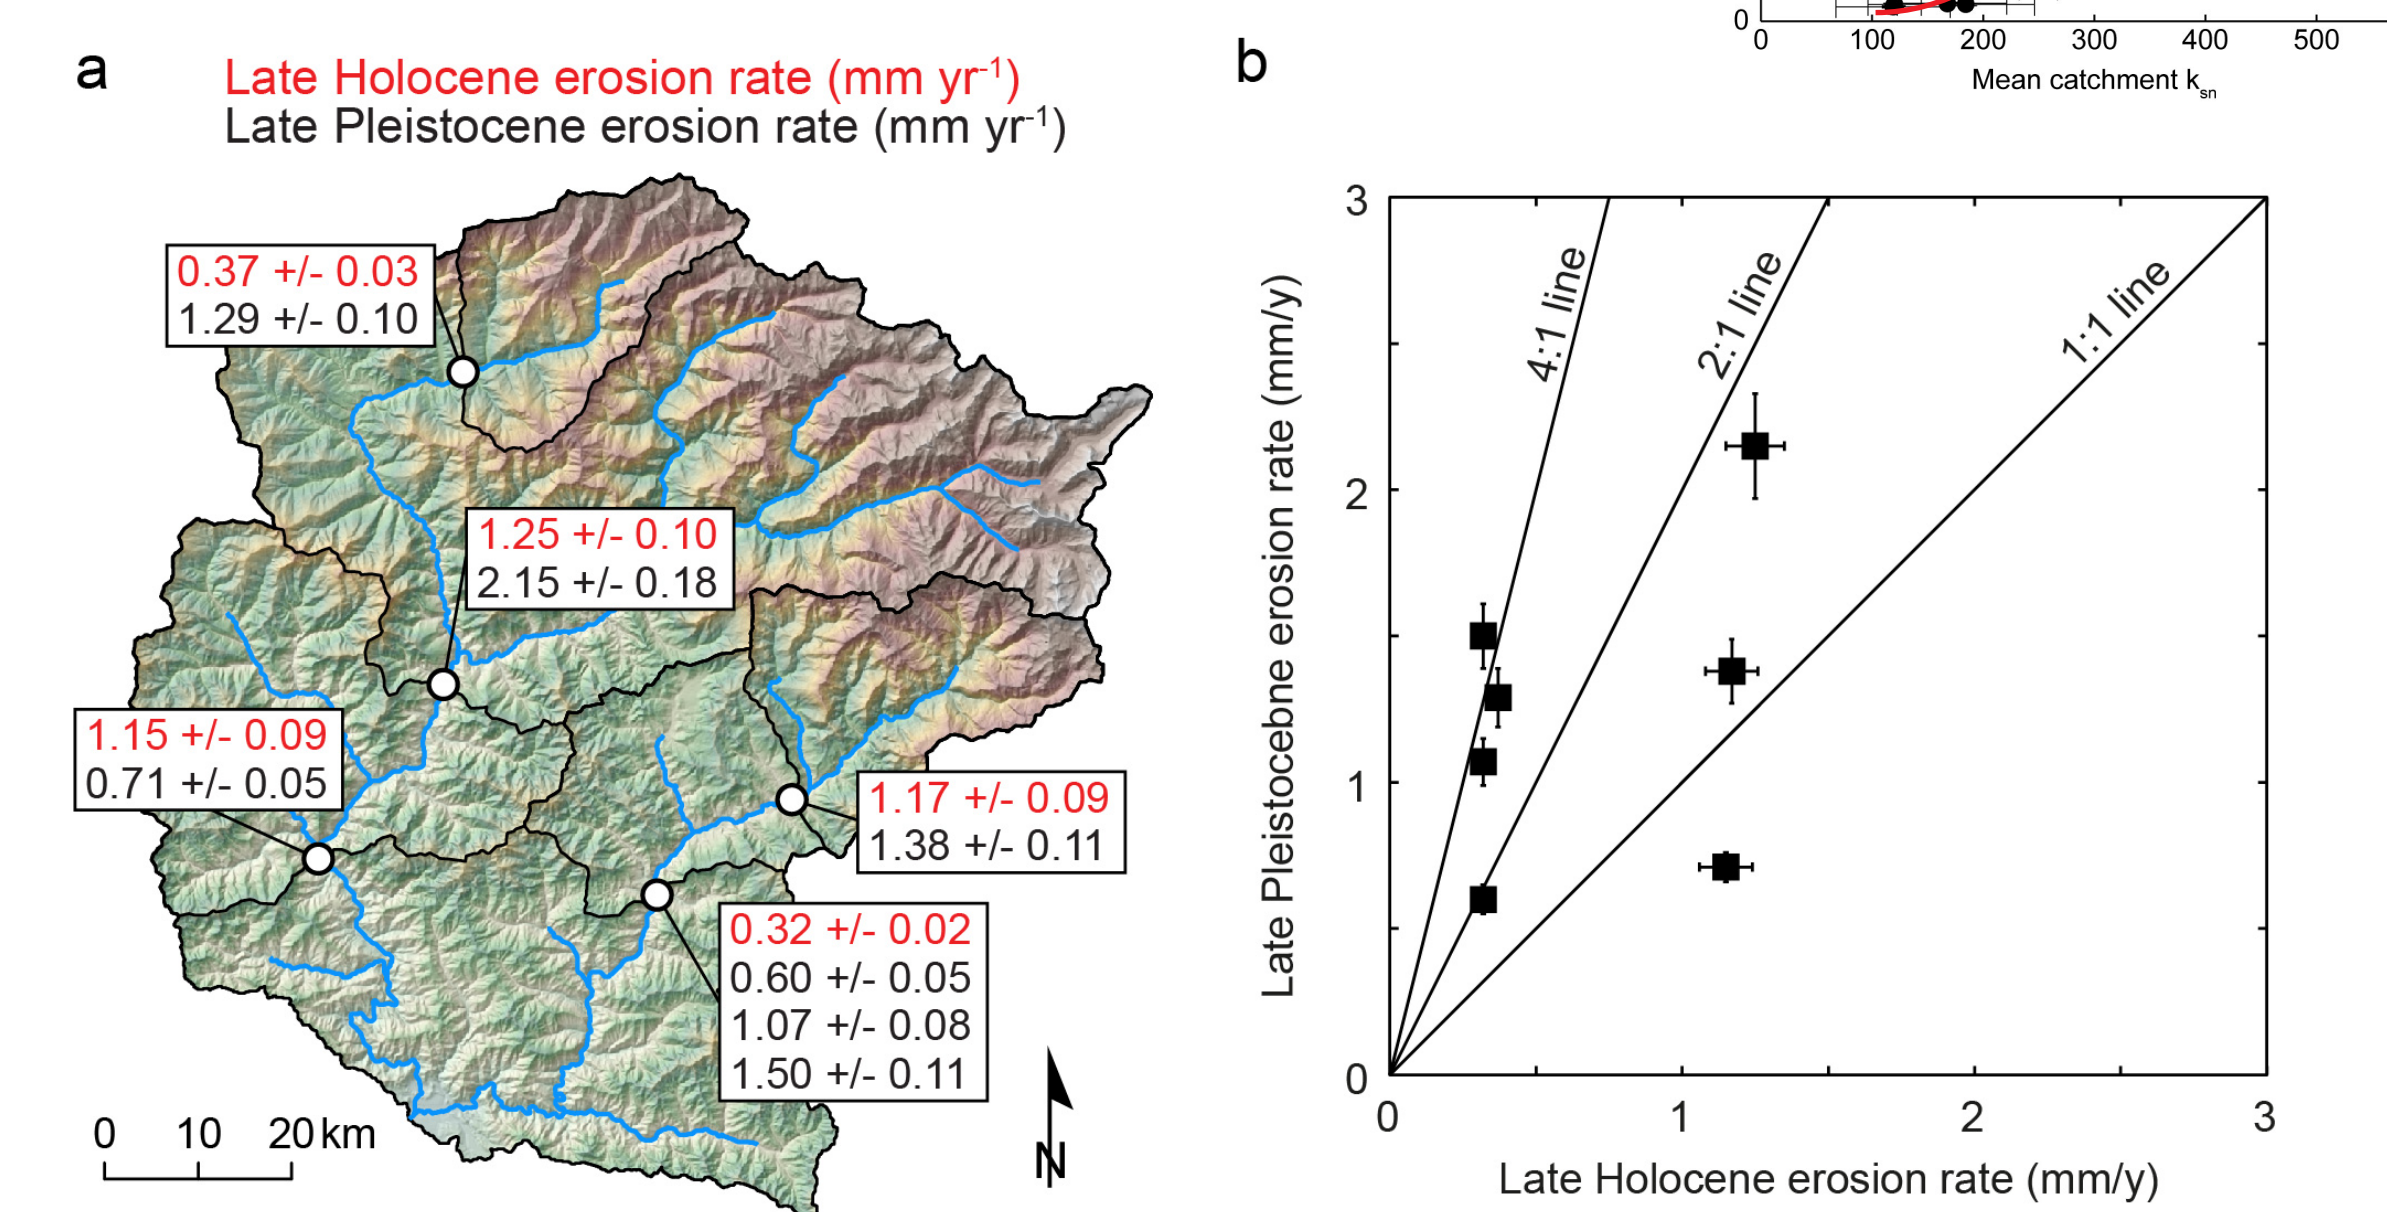 0
0 100 200 300 400 500
Mean catchment ksn
a
Late Holocene erosion rate (mm yr-1)
Late Pleistocene erosion rate (mm yr-1)
0.37 +/- 0.03
1.29 +/- 0.10
1.25 +/- 0.10
2.15 +/- 0.18
1.15 +/- 0.09
0.71 +/- 0.05
1.17 +/- 0.09
1.38 +/- 0.11
0.32 +/- 0.02
0.60 +/- 0.05
1.07 +/- 0.08
1.50 +/- 0.11
0 10 20 km
N
b
Late Pleistocebne erosion rate (mm/y)
3
2
1
0
4:1 line
2:1 line
1:1 line
0 1 2 3
Late Holocene erosion rate (mm/y)